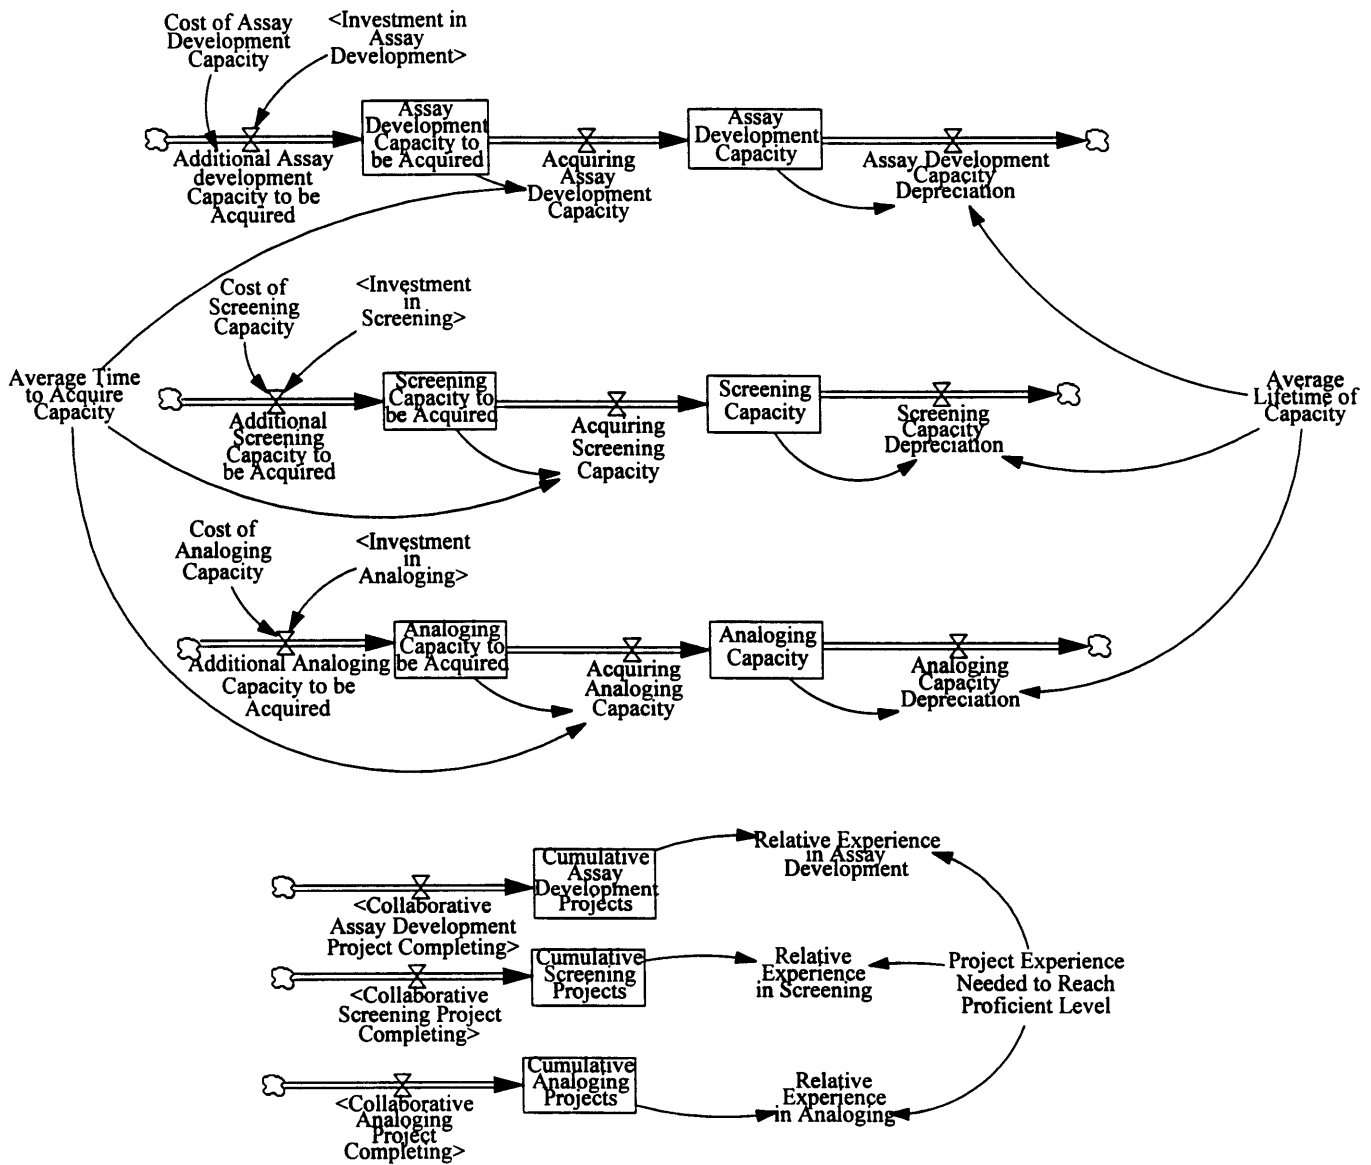 Cost of Assay
Development
Capacity
<Investment in
Assay
Development>
Additional Assay
development
Capacity to be
Acquired
Assay
Development
Capacity to
be Acquired
Acquiring
Assay
Development
Capacity
Assay
Development
Capacity
Assay Development
Capacity
Depreciation
Cost of
Screening
Capacity
<Investment
in
Screening>
Average Time
to Acquire
Capacity
Additional
Screening
Capacity to
be Acquired
Screening
Capacity to
be Acquired
Acquiring
Screening
Capacity
Screening
Capacity
Screening
Capacity
Depreciation
Average
Lifetime of
Capacity
Cost of
Analoging
Capacity
<Investment
in
Analoging>
Additional Analoging
Capacity to be
Acquired
Analoging
Capacity to
be Acquired
Acquiring
Analoging
Capacity
Analoging
Capacity
Analoging
Capacity
Depreciation
<Collaborative
Assay Development
Project Completing>
Cumulative
Assay
Development
Projects
Relative Experience
in Assay
Development
<Collaborative
Screening Project
Completing>
Cumulative
Screening
Projects
Relative
Experience
in Screening
Project Experience
Needed to Reach
Proficient Level
<Collaborative
Analoging
Project
Completing>
Cumulative
Analoging
Projects
Relative
Experience
in Analoging